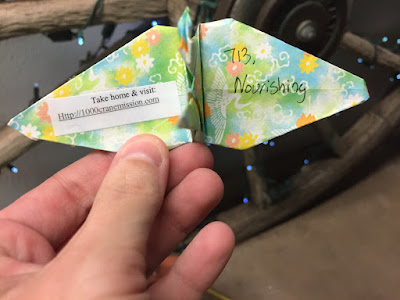 Take home & visit:
Http://1000cranemission.com
713,
Nourishing